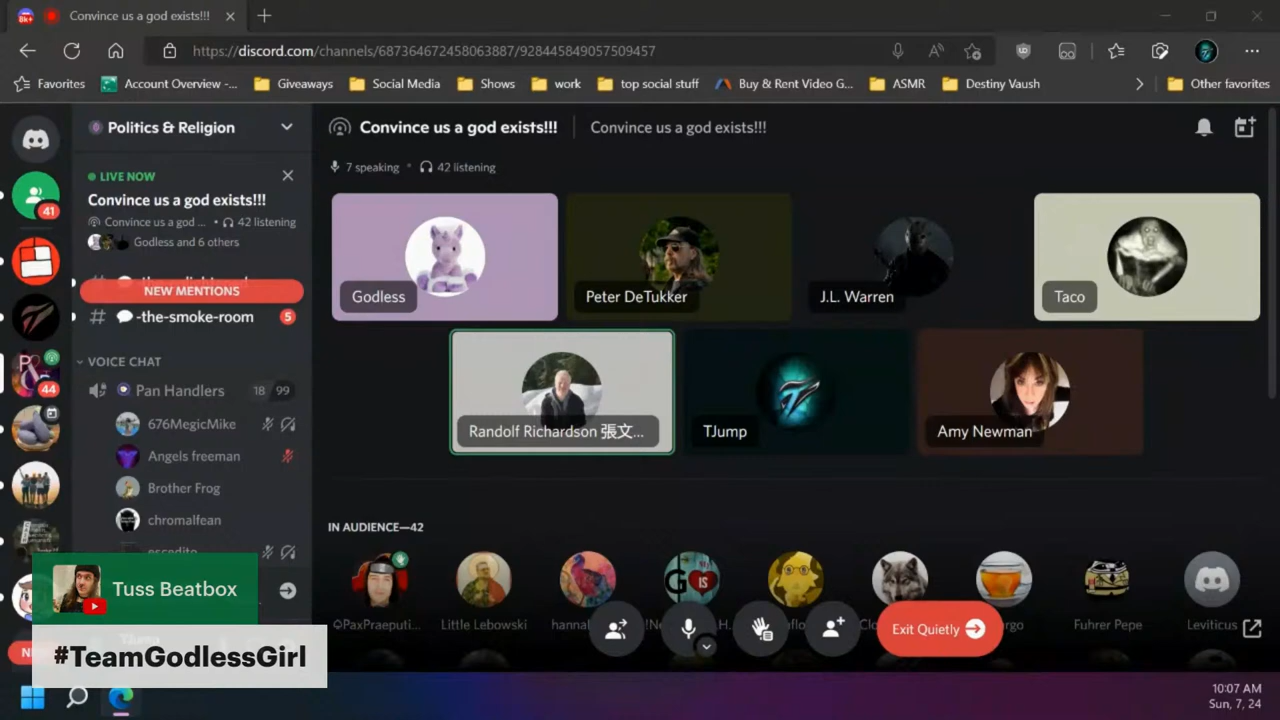 8k+
Convince us a god exists!!!
https://discord.com/channels/687364672458063887/928445849057509457
Favorites
Account Overview -...
Giveaways
Social Media
Shows
work
top social stuff
Buy & Rent Video G...
ASMR
Destiny Vaush
Other favorites
Politics & Religion
Convince us a god exists!!!
Convince us a god exists!!!
7 speaking • 42 listening
LIVE NOW
Convince us a god exists!!!
Convince us a god ... • 42 listening
Godless and 6 others
41
NEW MENTIONS
# -the-smoke-room 5
VOICE CHAT
Pan Handlers 18 99
44
676MegicMike
Angels freeman
Brother Frog
chromalfean
escedito
Godless
Peter DeTukker
J.L. Warren
Taco
Randolf Richardson 張文...
TJump
Amy Newman
IN AUDIENCE—42
Little Lebowski
hannal
G IS
Fuhrer Pepe
Leviticus
Exit Quietly
Tuss Beatbox
#TeamGodlessGirl
10:07 AM
Sun, 7, 24